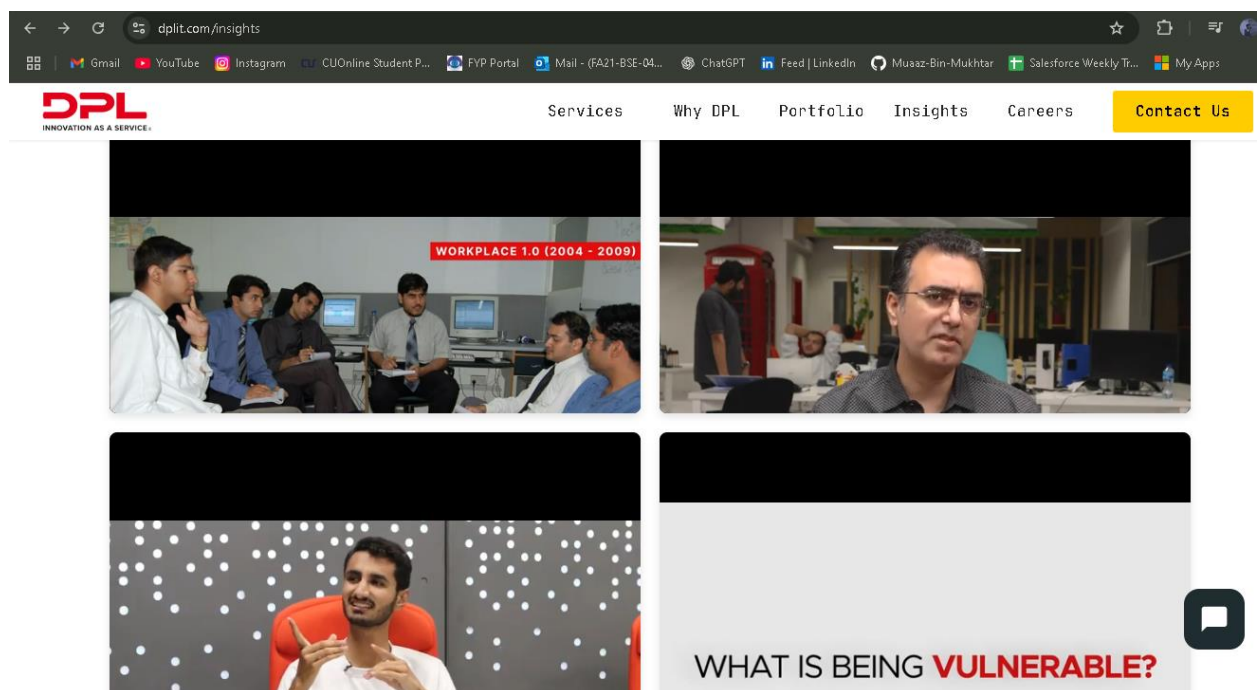 dplit.com/insights
Gmail YouTube Instagram CUOnline Student P... FYP Portal Mail - (FA21-BSE-04... ChatGPT Feed | LinkedIn Muaaz-Bin-Mukhtar Salesforce Weekly Tr... My Apps
DPL
INNOVATION AS A SERVICE
Services Why DPL Portfolio Insights Careers Contact Us
WORKPLACE 1.0 (2004 - 2009)
WHAT IS BEING VULNERABLE?